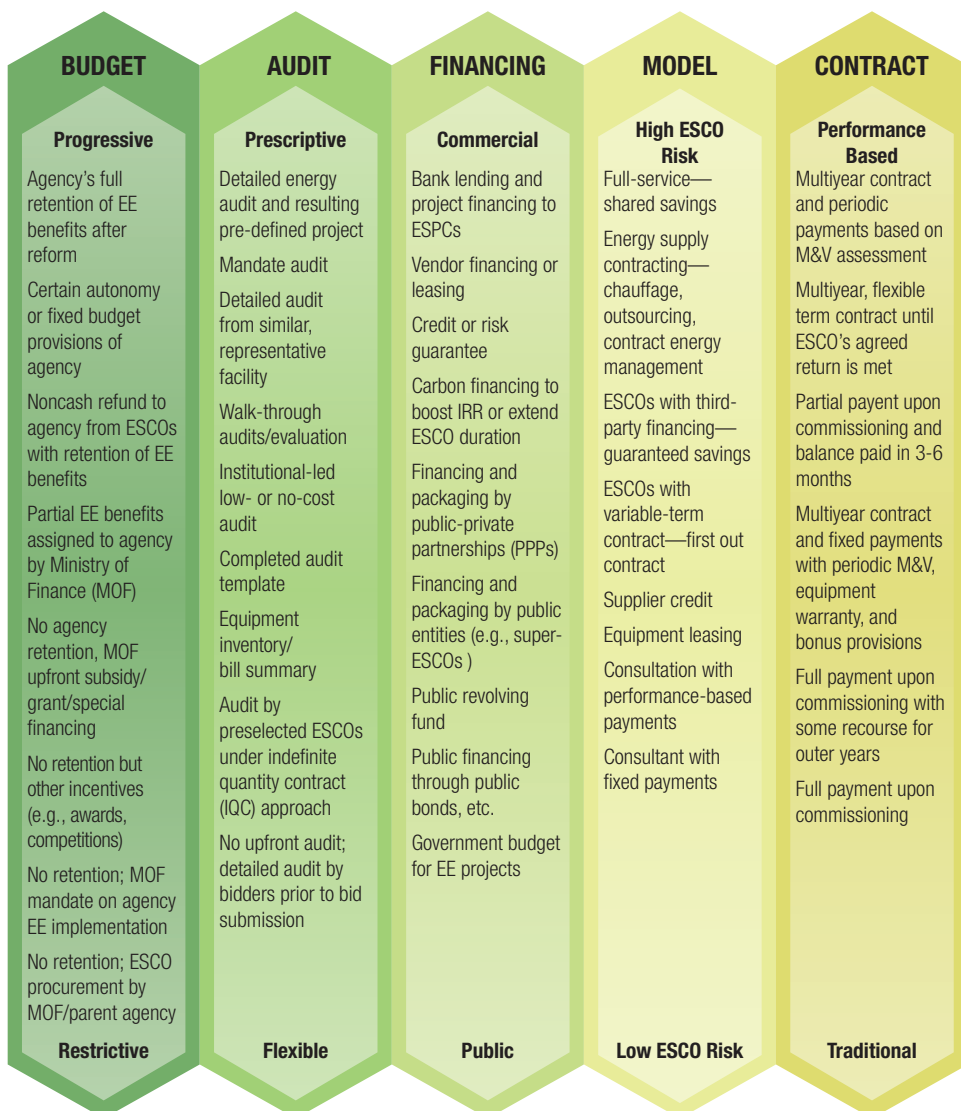 BUDGET
Progressive
Agency's full
retention of EE
benefits after
reform
Certain autonomy
or fixed budget
provisions of
agency
Noncash refund to
agency from ESCOs
with retention of EE
benefits
Partial EE benefits
assigned to agency
by Ministry of
Finance (MOF)
No agency
retention, MOF
upfront subsidy/
grant/special
financing
No retention but
other incentives
(e.g., awards,
competitions)
No retention; MOF
mandate on agency
EE implementation
No retention; ESCO
procurement by
MOF/parent agency
Restrictive
AUDIT
Prescriptive
Detailed energy
audit and resulting
pre-defined project
Mandate audit
Detailed audit
from similar,
representative
facility
Walk-through
audits/evaluation
Institutional-led
low- or no-cost
audit
Completed audit
template
Equipment
inventory/
bill summary
Audit by
preselected ESCOs
under indefinite
quantity contract
(IQC) approach
No upfront audit;
detailed audit by
bidders prior to bid
submission
Flexible
FINANCING
Commercial
Bank lending and
project financing to
ESPCs
Vendor financing or
leasing
Credit or risk
guarantee
Carbon financing to
boost IRR or extend
ESCO duration
Financing and
packaging by
public-private
partnerships (PPPs)
Financing and
packaging by public
entities (e.g., super-
ESCOs )
Public revolving
fund
Public financing
through public
bonds, etc.
Government budget
for EE projects
Public
MODEL
High ESCO
Risk
Full-service—
shared savings
Energy supply
contracting—
chauffage,
outsourcing,
contract energy
management
ESCOs with third-
party financing—
guaranteed savings
ESCOs with
variable-term
contract—first out
contract
Supplier credit
Equipment leasing
Consultation with
performance-based
payments
Consultant with
fixed payments
Low ESCO Risk
CONTRACT
Performance
Based
Multiyear contract
and periodic
payments based on
M&V assessment
Multiyear, flexible
term contract until
ESCO's agreed
return is met
Partial payent upon
commissioning and
balance paid in 3-6
months
Multiyear contract
and fixed payments
with periodic M&V,
equipment
warranty, and
bonus provisions
Full payment upon
commissioning with
some recourse for
outer years
Full payment upon
commissioning
Traditional